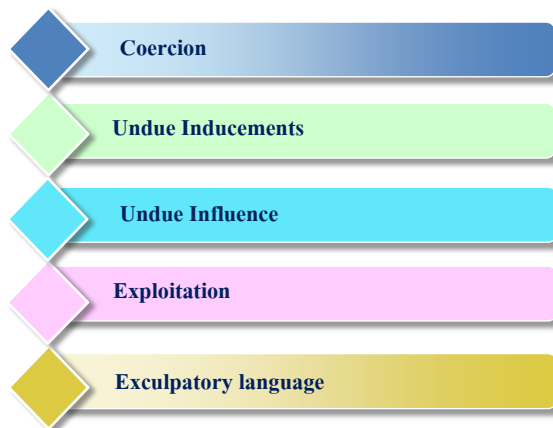 Coercion
Undue Inducements
Undue Influence
Exploitation
Exculpatory language